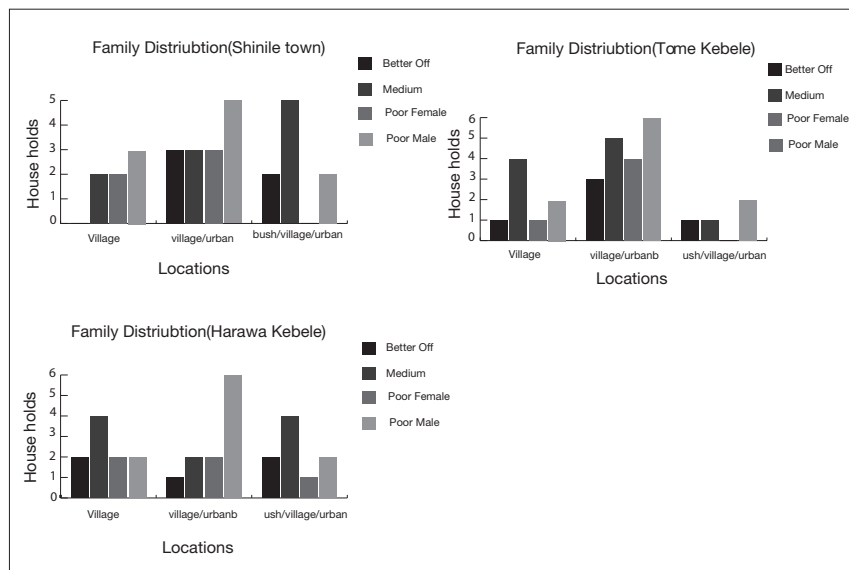 Family Distriubtion(Shinile town)
Better Off
Medium
Poor Female
Poor Male
House holds
5
4
3
2
1
0
Village
village/urban
bush/village/urban
Locations
Family Distriubtion(Tome Kebele)
Better Off
Medium
Poor Female
Poor Male
House holds
6
5
4
3
2
1
0
Village
village/urbanb
ush/village/urban
Locations
Family Distriubtion(Harawa Kebele)
Better Off
Medium
Poor Female
Poor Male
House holds
6
5
4
3
2
1
0
Village
village/urbanb
ush/village/urban
Locations